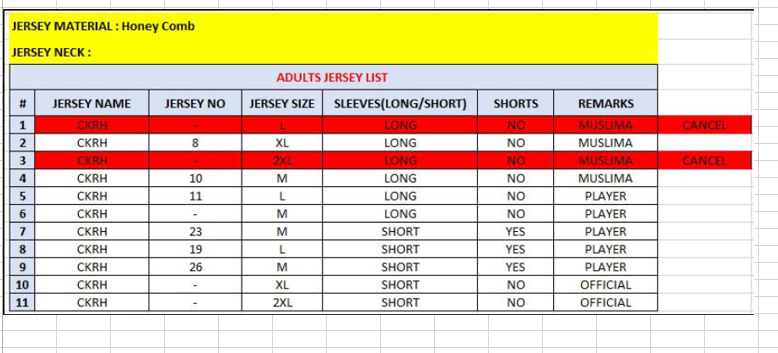 JERSEY MATERIAL : Honey Comb
JERSEY NECK :
ADULTS JERSEY LIST
# JERSEY NAME JERSEY NO JERSEY SIZE SLEEVES(LONG/SHORT) SHORTS REMARKS
1 CKRH - L LONG NO MUSLIMA CANCEL
2 CKRH 8 XL LONG NO MUSLIMA
3 CKRH - 2XL LONG NO MUSLIMA CANCEL
4 CKRH 10 M LONG NO MUSLIMA
5 CKRH 11 L LONG NO PLAYER
6 CKRH - M LONG NO PLAYER
7 CKRH 23 M SHORT YES PLAYER
8 CKRH 19 L SHORT YES PLAYER
9 CKRH 26 M SHORT YES PLAYER
10 CKRH - XL SHORT NO OFFICIAL
11 CKRH - 2XL SHORT NO OFFICIAL